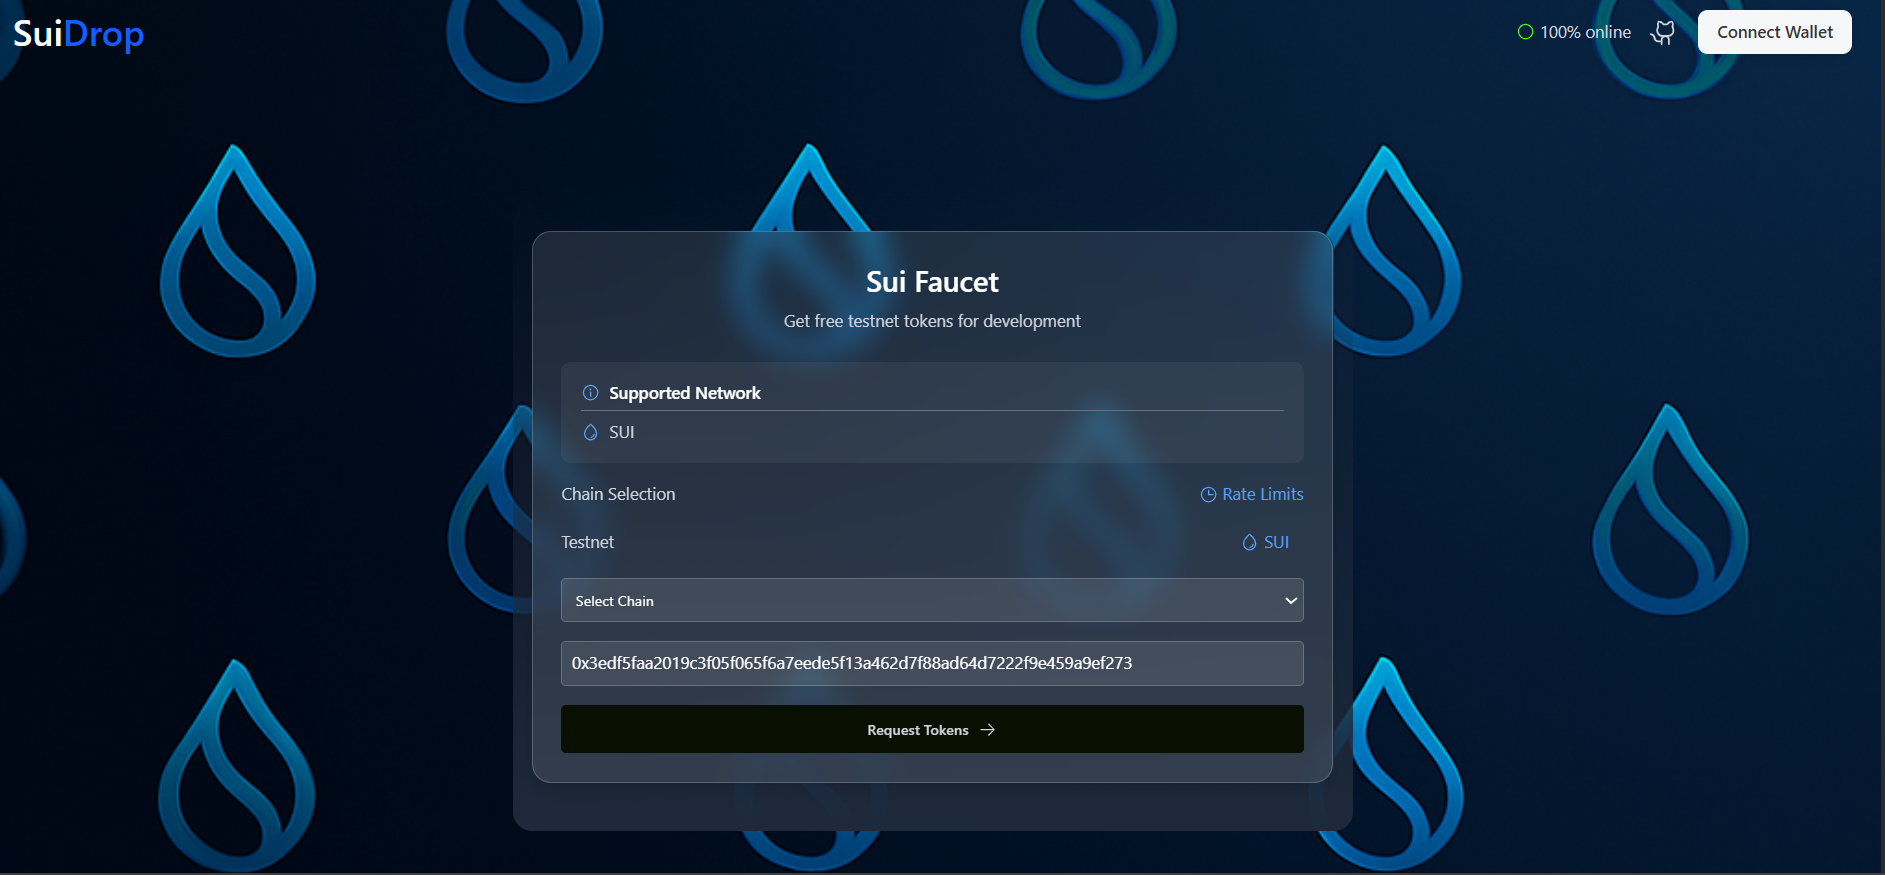 SuiDrop
100% online
Connect Wallet
Sui Faucet
Get free testnet tokens for development
Supported Network
SUI
Chain Selection
Rate Limits
Testnet
SUI
Select Chain
0x3edf5faa2019c3f05f065f6a7eede5f13a462d7f88ad64d7222f9e459a9ef273
Request Tokens